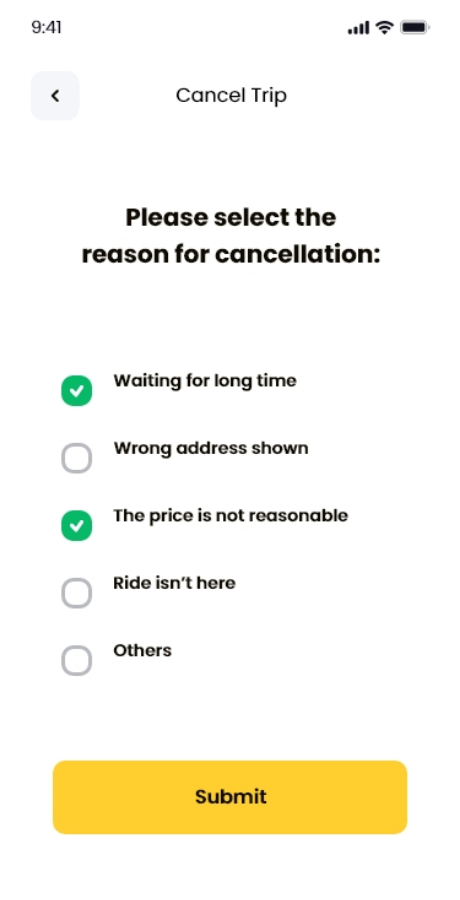 9:41
Cancel Trip
Please select the
reason for cancellation:
Waiting for long time
Wrong address shown
The price is not reasonable
Ride isn’t here
Others
Submit